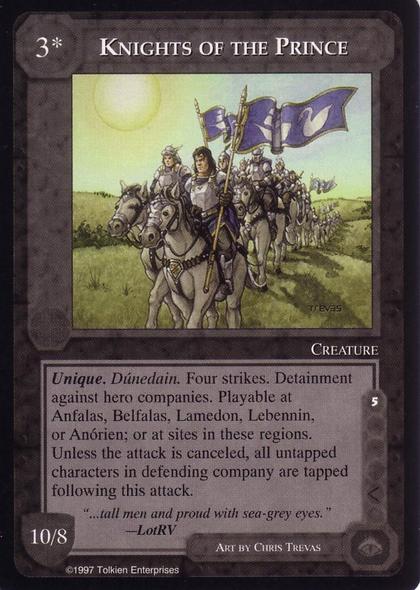 3*
KNIGHTS OF THE PRINCE
TREVAS
CREATURE
Unique. Dúnedain. Four strikes. Detainment
against hero companies. Playable at
Anfalas, Belfalas, Lamedon, Lebennin,
or Anórien; or at sites in these regions.
Unless the attack is canceled, all untapped
characters in defending company are tapped
following this attack.
5
"...tall men and proud with sea-grey eyes."
—LotRV
10/8
ART BY CHRIS TREVAS
©1997 Tolkien Enterprises